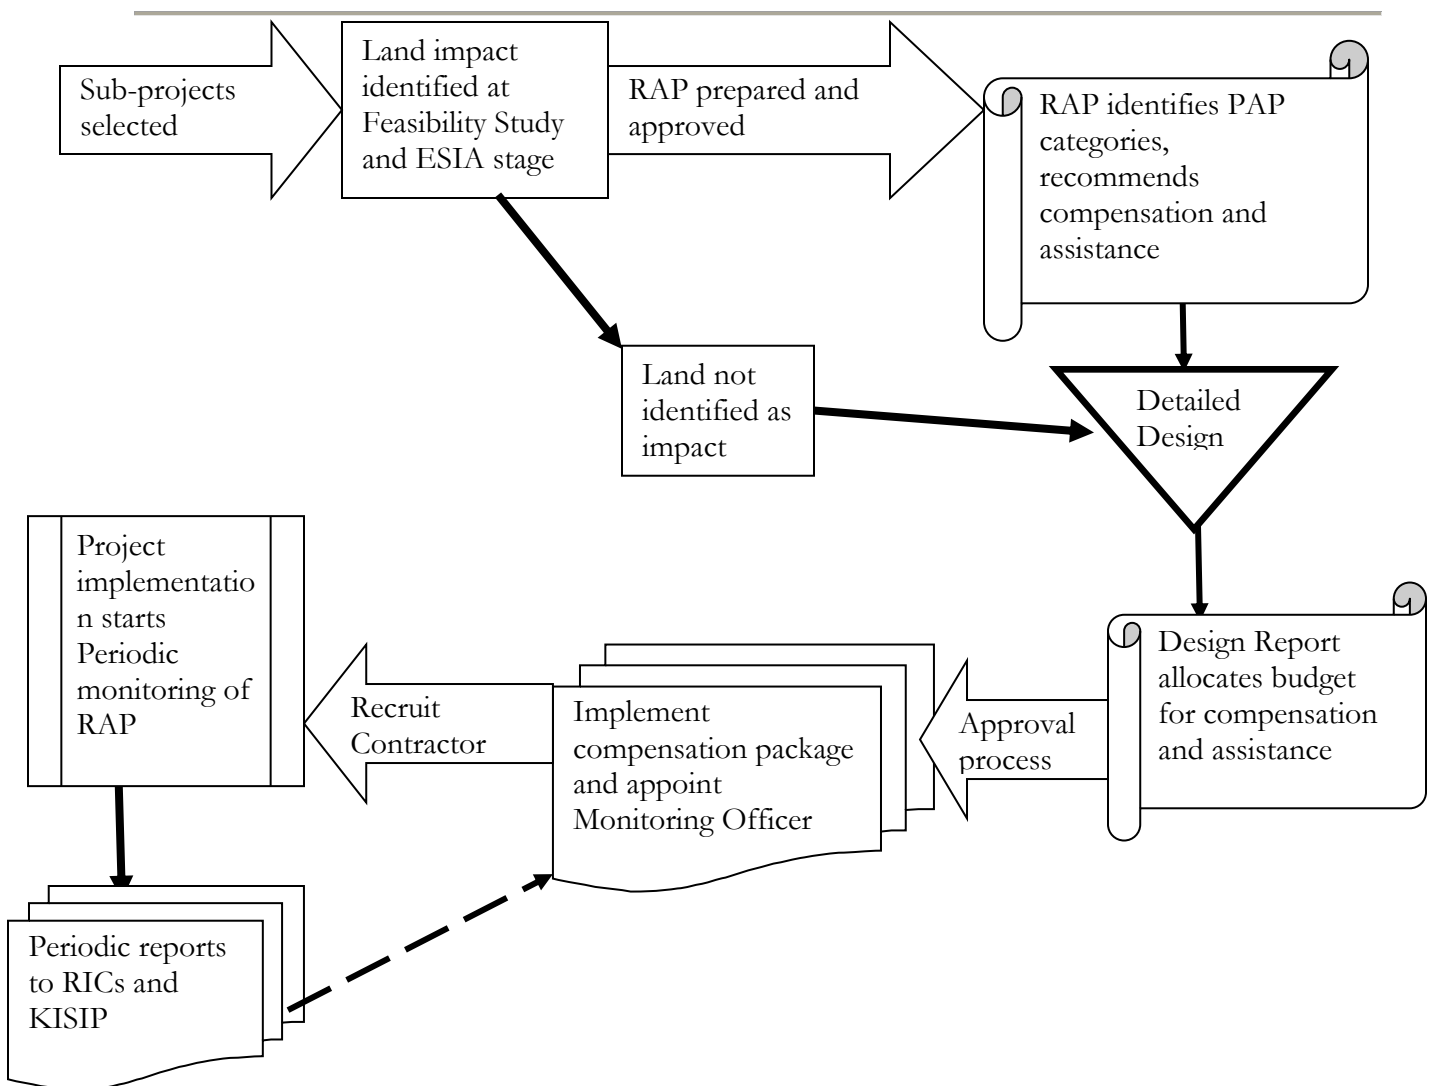 Sub-projects
selected
Land impact
identified at
Feasibility Study
and ESIA stage
RAP prepared and
approved
RAP identifies PAP
categories,
recommends
compensation and
assistance
Land not
identified as
impact
Detailed
Design
Project
implementatio
n starts
Periodic
monitoring of
RAP
Recruit
Contractor
Implement
compensation package
and appoint
Monitoring Officer
Approval
process
Design Report
allocates budget
for compensation
and assistance
Periodic reports
to RICs and
KISIP